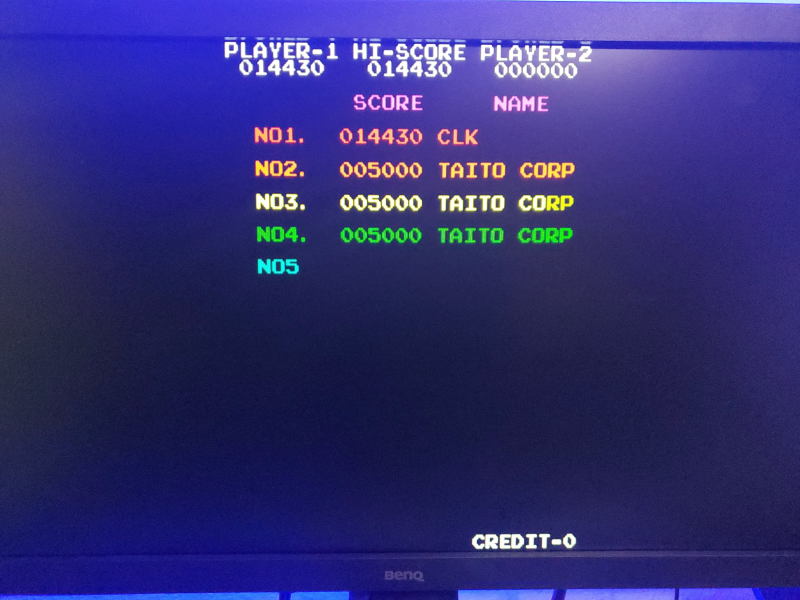 PLAYER-1 HI-SCORE PLAYER-2
014430 014430 000000
SCORE NAME
NO1. 014430 CLK
NO2. 005000 TAITO CORP
NO3. 005000 TAITO CORP
NO4. 005000 TAITO CORP
NO5
CREDIT-0
BenQ